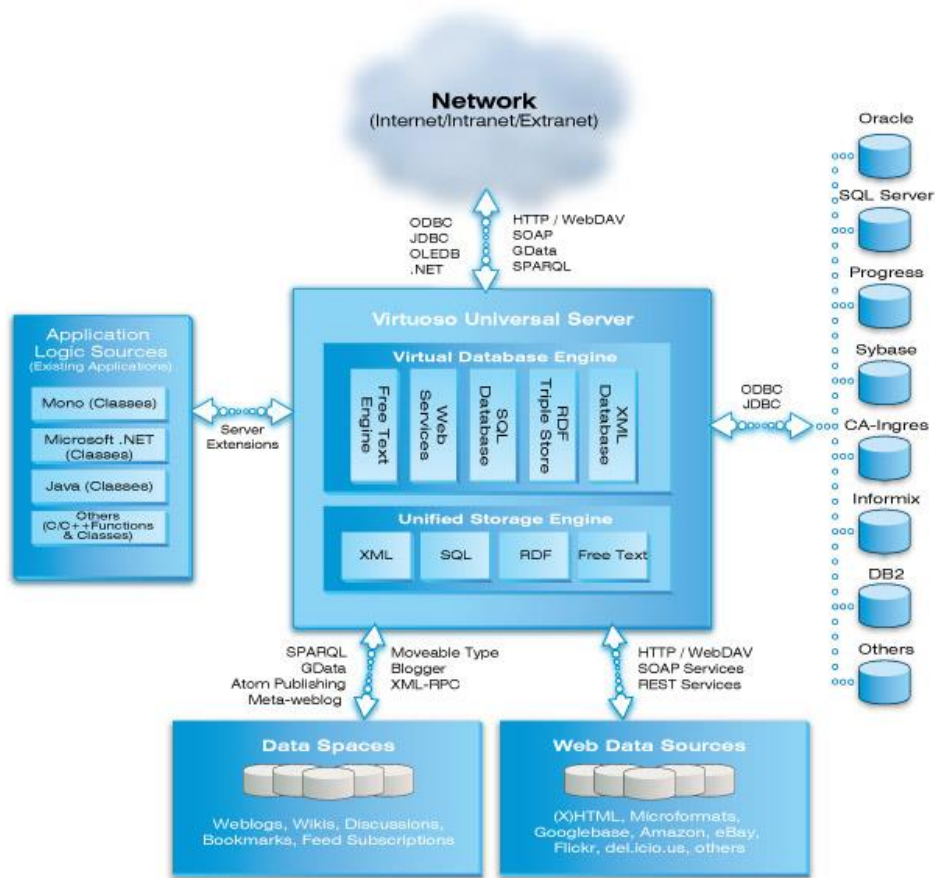 Network
(Internet/Intranet/Extranet)
ODBC
JDBC
OLEDB
.NET
HTTP / WebDAV
SOAP
GData
SPARQL
Application
Logic Sources
(Existing Applications)
Mono (Classes)
Microsoft .NET
(Classes)
Java (Classes)
Others
(C/C++Functions
& Classes)
Server
Extensions
Virtuoso Universal Server
Virtual Database Engine
Free Text
Engine
Web
Services
SQL
Database
RDF
Triple Store
XML
Database
Unified Storage Engine
XML
SQL
RDF
Free Text
ODBC
JDBC
Oracle
SQL Server
Progress
Sybase
CA-Ingres
Informix
DB2
Others
SPARQL
GData
Atom Publishing
Meta-weblog
Moveable Type
Blogger
XML-RPC
HTTP / WebDAV
SOAP Services
REST Services
Data Spaces
Weblogs, Wikis, Discussions,
Bookmarks, Feed Subscriptions
Web Data Sources
(X)HTML, Microformats,
Googlebase, Amazon, eBay,
Flickr, del.icio.us, others